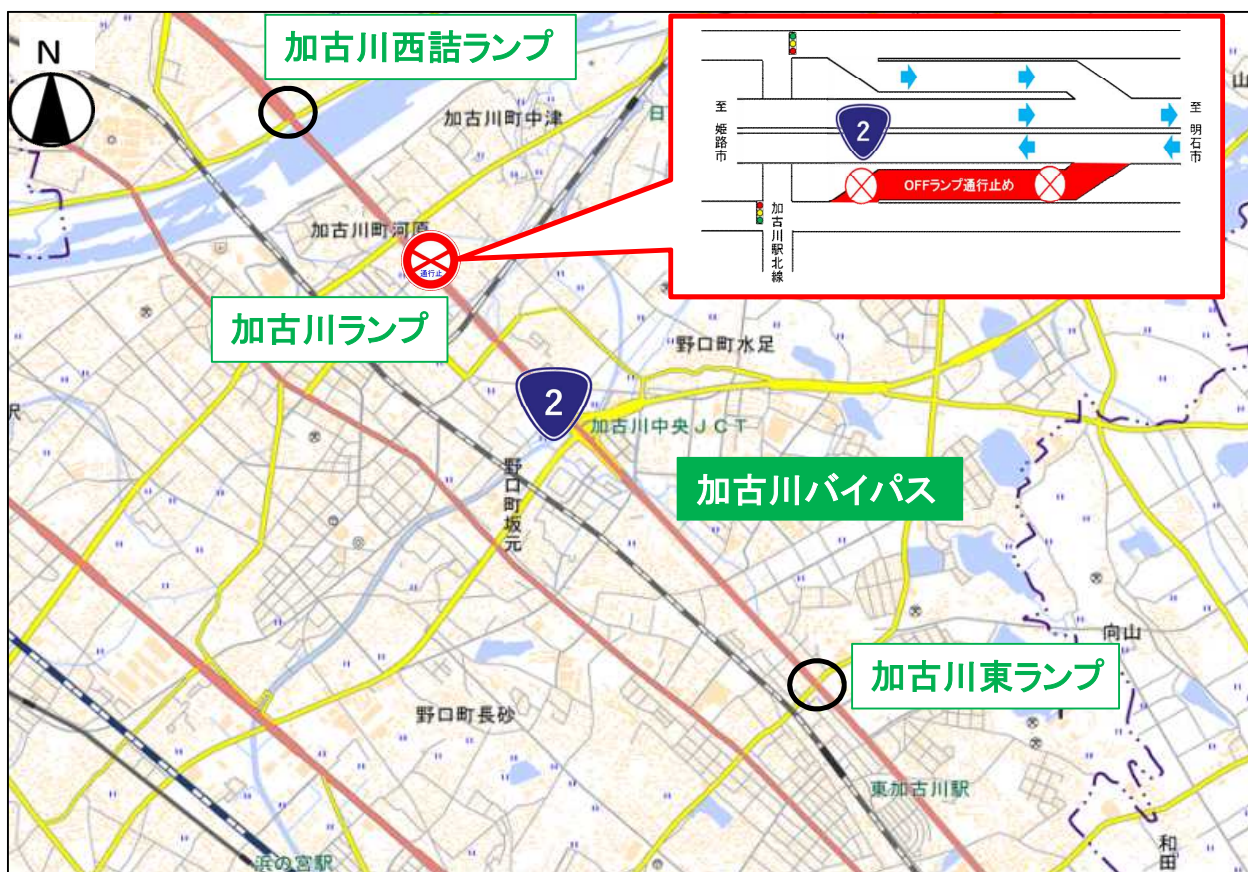 N
加古川西詰ランプ
加古川町中津
日
山
至 姫路市
2
至 明石市
OFFランプ通行止め
加古川駅北線
加古川町河原
通行止
加古川ランプ
野口町水足
2
加古川中央JCT
加古川バイパス
野口町坂元
向山
加古川東ランプ
野口町長砂
東加古川駅
浜の宮駅
和田